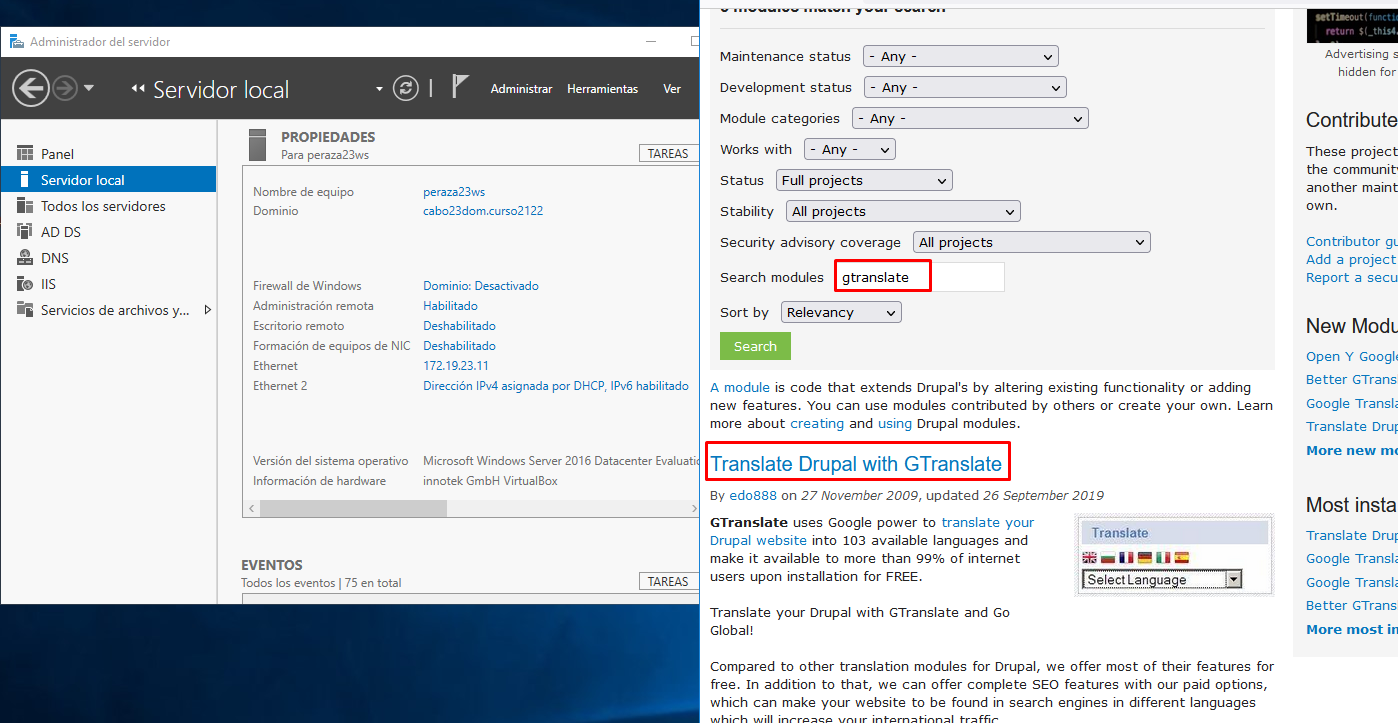 Administrador del servidor
Servidor local
Administrar
Herramientas
Ver
Panel
Servidor local
Todos los servidores
AD DS
DNS
IIS
Servicios de archivos y...
PROPIEDADES
Para peraza23ws
TAREAS
Nombre de equipo peraza23ws
Dominio cabo23dom.curso2122
Firewall de Windows Dominio: Desactivado
Administración remota Habilitado
Escritorio remoto Deshabilitado
Formación de equipos de NIC Deshabilitado
Ethernet 172.19.23.11
Ethernet 2 Dirección IPv4 asignada por DHCP, IPv6 habilitado
Versión del sistema operativo Microsoft Windows Server 2016 Datacenter Evaluatio
Información de hardware innotek GmbH VirtualBox
EVENTOS
Todos los eventos | 75 en total
TAREAS
modules match your search
Maintenance status - Any -
Development status - Any -
Module categories - Any -
Works with - Any -
Status Full projects
Stability All projects
Security advisory coverage All projects
Search modules gtranslate
Sort by Relevancy
Search
A module is code that extends Drupal's by altering existing functionality or adding
new features. You can use modules contributed by others or create your own. Learn
more about creating and using Drupal modules.
Translate Drupal with GTranslate
By edo888 on 27 November 2009, updated 26 September 2019
GTranslate uses Google power to translate your
Drupal website into 103 available languages and
make it available to more than 99% of internet
users upon installation for FREE.
Translate
Select Language
Translate your Drupal with GTranslate and Go
Global!
Compared to other translation modules for Drupal, we offer most of their features for
free. In addition to that, we can offer complete SEO features with our paid options,
which can make your website to be found in search engines in different languages
which will increase your international traffic.
setTimeout(functio
return $(_this4.
Advertising s
hidden for
Contribute
These project
the community
another maint
own.
Contributor gu
Add a project
Report a secu
New Modu
Open Y Google
Better GTransl
Google Transla
Translate Drup
More new mo
Most insta
Translate Drup
Google Transla
Google Transla
Better GTransl
More most in